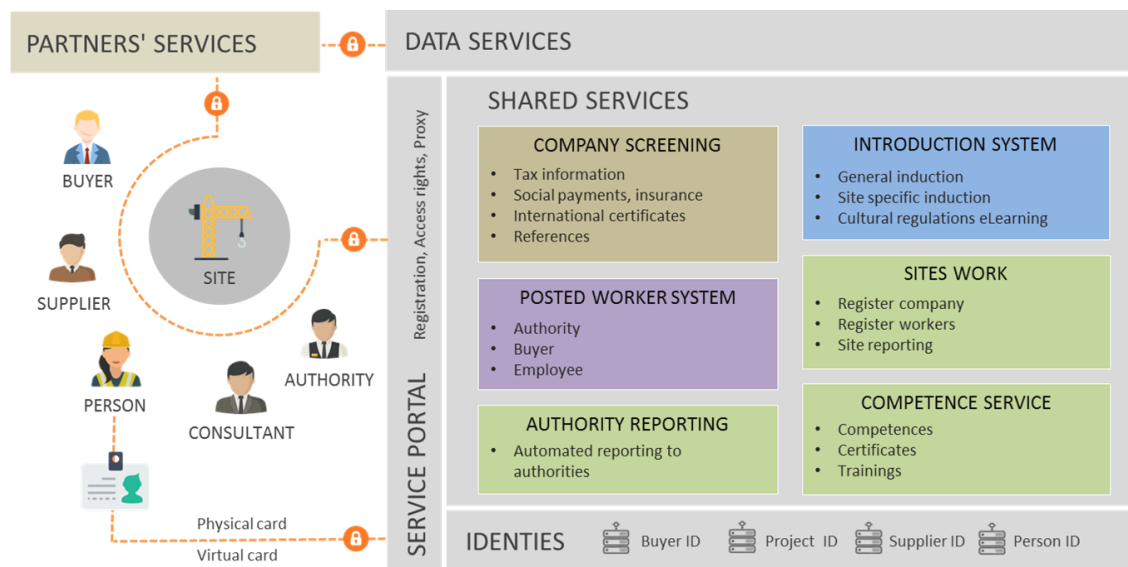 PARTNERS' SERVICES
DATA SERVICES
BUYER
SUPPLIER
SITE
PERSON
CONSULTANT
AUTHORITY
Physical card
Virtual card
SERVICE PORTAL
Registration, Access rights, Proxy
SHARED SERVICES
COMPANY SCREENING
• Tax information
• Social payments, insurance
• International certificates
• References
INTRODUCTION SYSTEM
• General induction
• Site specific induction
• Cultural regulations eLearning
POSTED WORKER SYSTEM
• Authority
• Buyer
• Employee
SITES WORK
• Register company
• Register workers
• Site reporting
AUTHORITY REPORTING
• Automated reporting to
authorities
COMPETENCE SERVICE
• Competences
• Certificates
• Trainings
IDENTIES
Buyer ID
Project ID
Supplier ID
Person ID